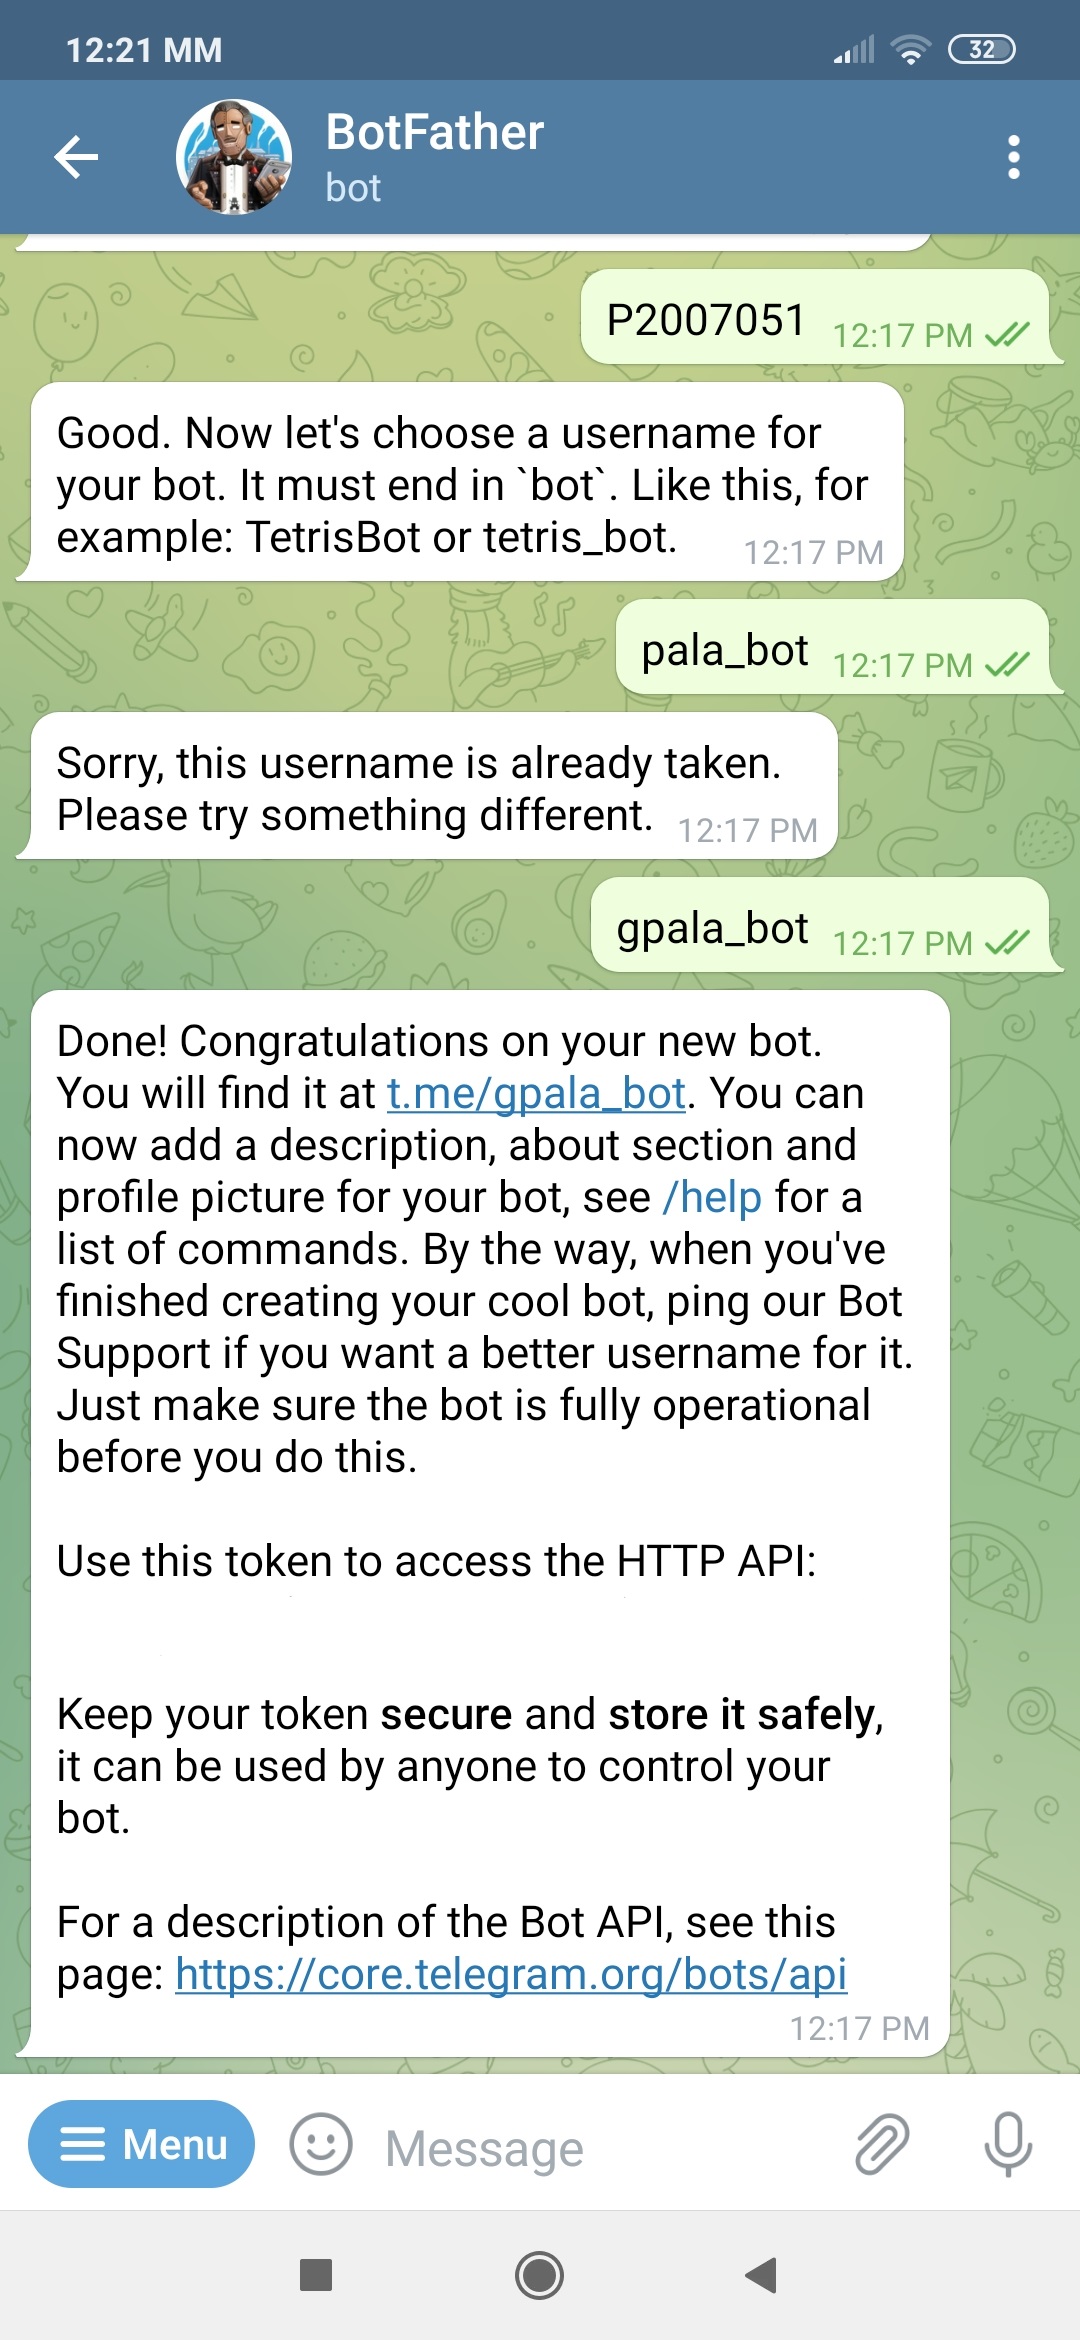 12:21 MM
32
BotFather
bot
P2007051
12:17 PM
Good. Now let's choose a username for
your bot. It must end in `bot`. Like this, for
example: TetrisBot or tetris_bot.
12:17 PM
pala_bot
12:17 PM
Sorry, this username is already taken.
Please try something different.
12:17 PM
gpala_bot
12:17 PM
Done! Congratulations on your new bot.
You will find it at t.me/gpala_bot. You can
now add a description, about section and
profile picture for your bot, see /help for a
list of commands. By the way, when you've
finished creating your cool bot, ping our Bot
Support if you want a better username for it.
Just make sure the bot is fully operational
before you do this.
Use this token to access the HTTP API:
Keep your token secure and store it safely,
it can be used by anyone to control your
bot.
For a description of the Bot API, see this
page: https://core.telegram.org/bots/api
12:17 PM
Menu
Message